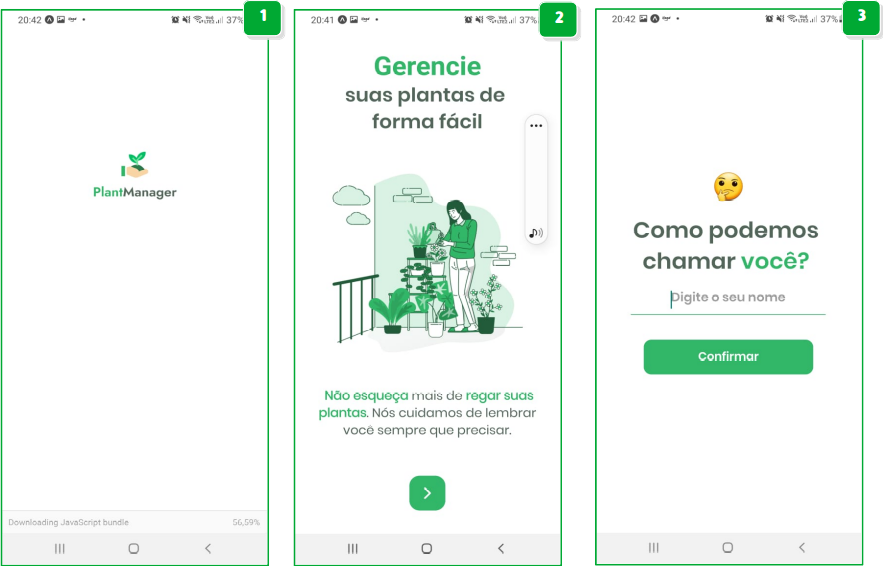 1
20:42
37%
PlantManager
Downloading JavaScript bundle
56,59%
2
20:41
37%
Gerencie
suas plantas de
forma fácil
Não esqueça mais de regar suas
plantas. Nós cuidamos de lembrar
você sempre que precisar.
3
20:42
37%
Como podemos
chamar você?
Digite o seu nome
Confirmar